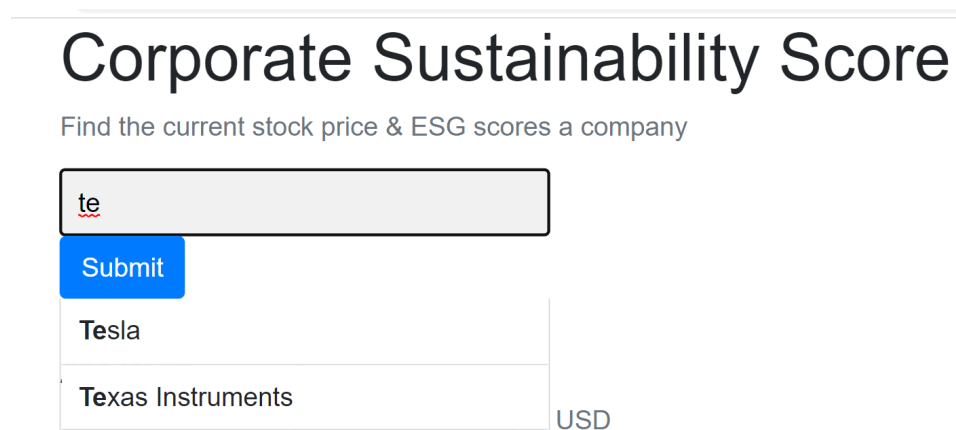 Corporate Sustainability Score
Find the current stock price & ESG scores a company
te
Submit
Tesla
Texas Instruments
USD